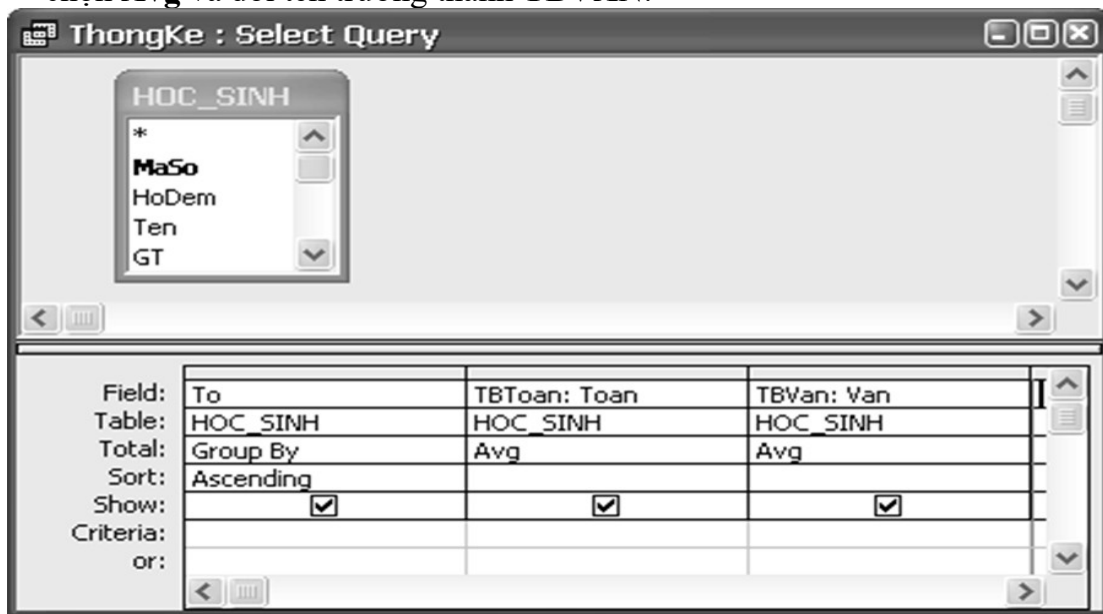 ThongKe : Select Query
HOC_SINH
*
MaSo
HoDem
Ten
GT
Field: To TBToan: Toan TBVan: Van
Table: HOC_SINH HOC_SINH HOC_SINH
Total: Group By Avg Avg
Sort: Ascending
Show:
Criteria:
or: